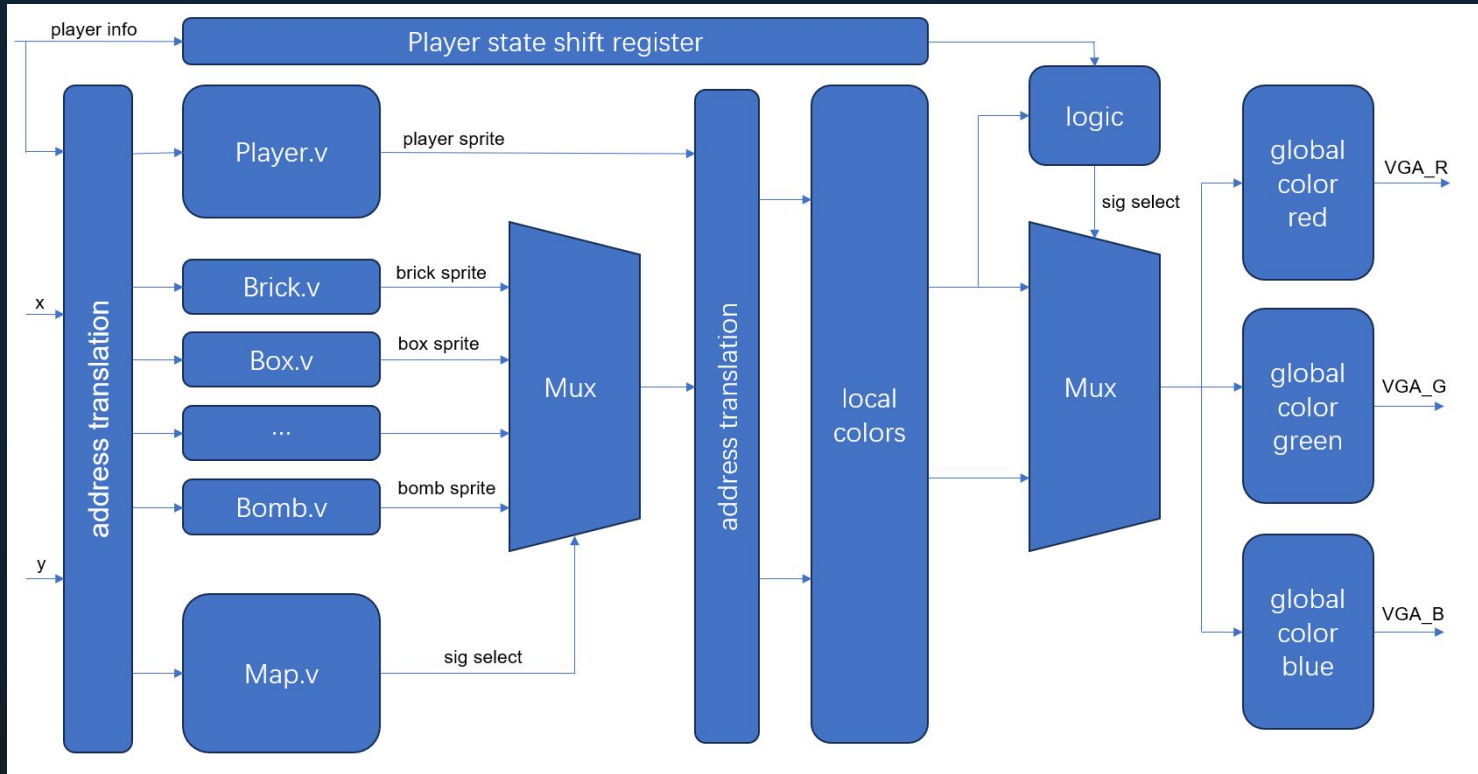 player info
Player state shift register
logic
Player.v
player sprite
sig select
global
color
red
VGA_R
x
address translation
Brick.v
brick sprite
Box.v
box sprite
...
Bomb.v
bomb sprite
Mux
address translation
local
colors
Mux
global
color
green
VGA_G
y
Map.v
sig select
global
color
blue
VGA_B